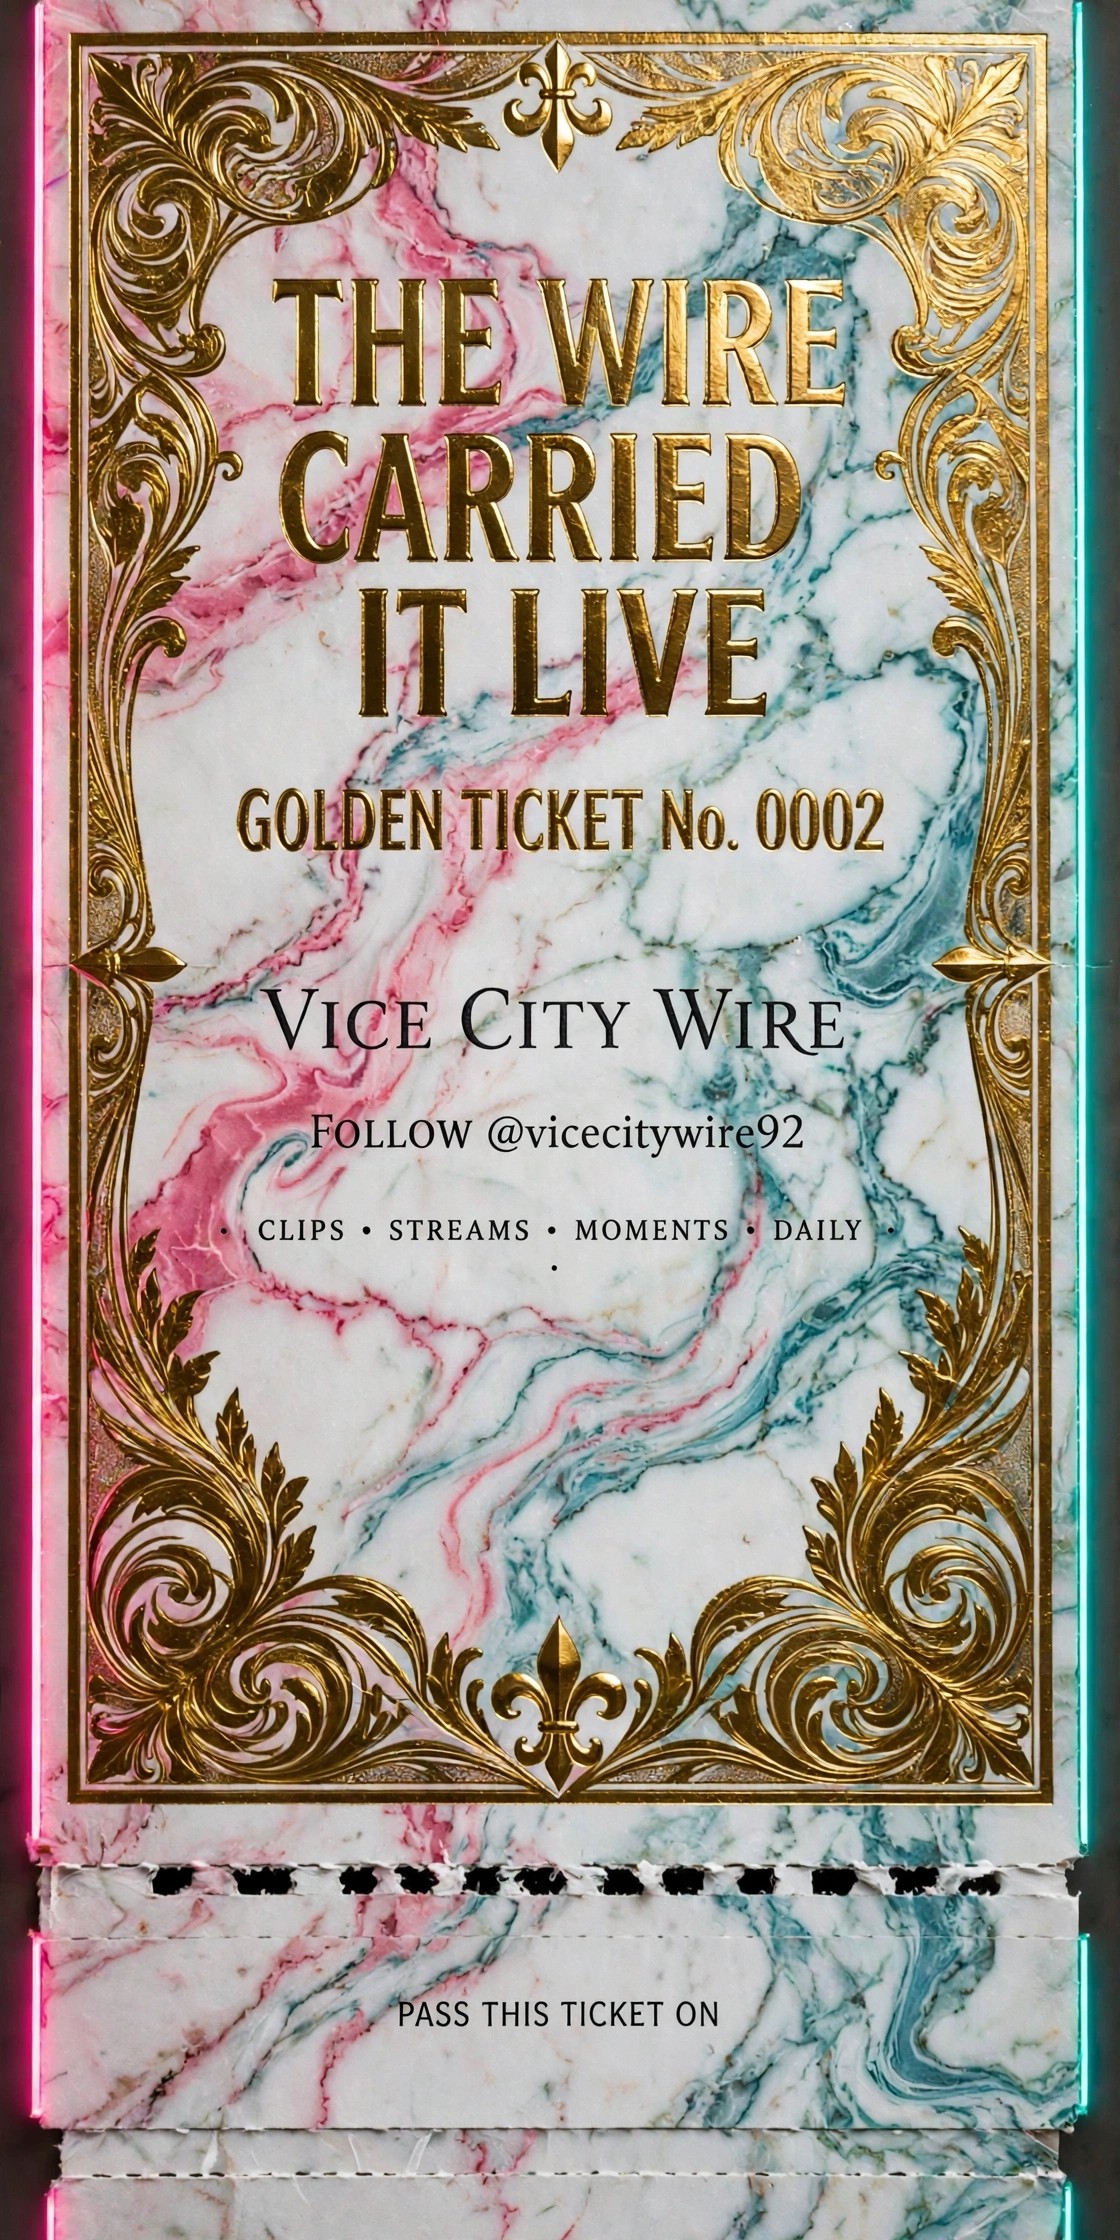 THE WIRE
CARRIED
IT LIVE
GOLDEN TICKET No. 0002
VICE CITY WIRE
FOLLOW @vicecitywire92
• CLIPS • STREAMS • MOMENTS • DAILY •
•
PASS THIS TICKET ON